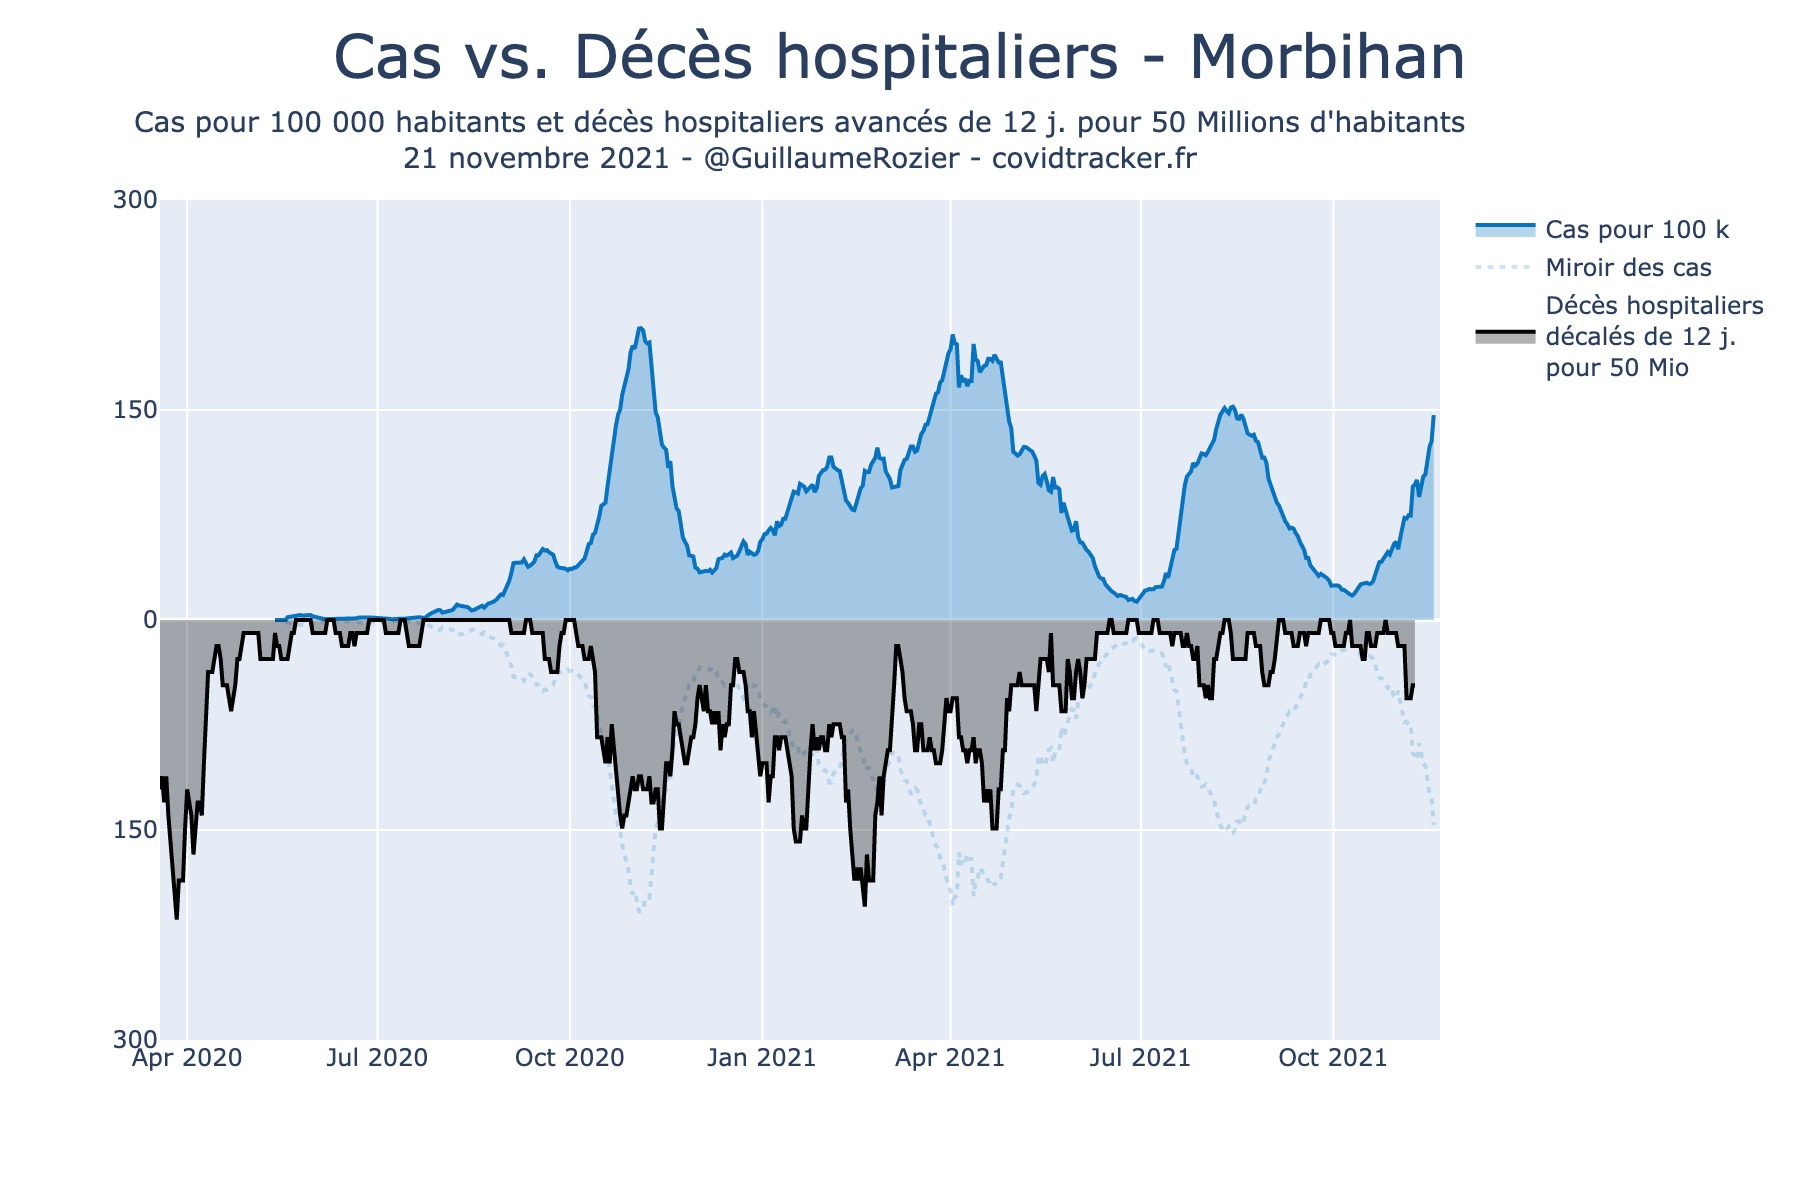 Cas vs. Décès hospitaliers - Morbihan
Cas pour 100 000 habitants et décès hospitaliers avancés de 12 j. pour 50 Millions d'habitants
21 novembre 2021 - @GuillaumeRozier - covidtracker.fr
300
150
0
150
300
Apr 2020
Jul 2020
Oct 2020
Jan 2021
Apr 2021
Jul 2021
Oct 2021
Cas pour 100 k
Miroir des cas
Décès hospitaliers
décalés de 12 j.
pour 50 Mio